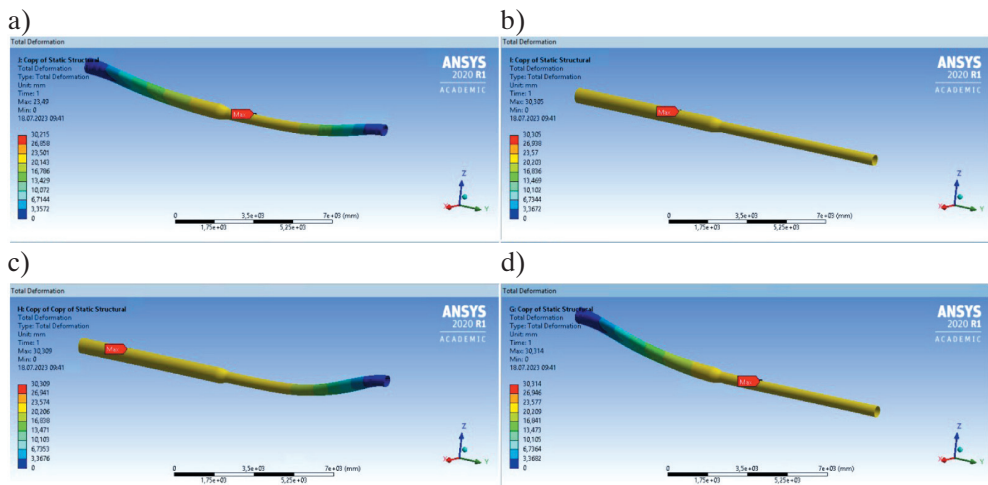 a)
Total Deformation
J: Copy of Static Structural
Total Deformation
Type: Total Deformation
Unit: mm
Time: 1
Max: 23,49
Min: 0
18.07.2023 09:41
30,215
26,858
23,501
20,143
16,786
13,429
10,072
6,7144
3,3572
0
Max
ANSYS
2020 R1
ACADEMIC
Z
X
Y
0
3,5e+03
7e+03 (mm)
1,75e+03
5,25e+03
b)
Total Deformation
I: Copy of Static Structural
Total Deformation
Type: Total Deformation
Unit: mm
Time: 1
Max: 30,305
Min: 0
18.07.2023 09:41
30,305
26,938
23,57
20,203
16,836
13,469
10,102
6,7344
3,3672
0
Max
ANSYS
2020 R1
ACADEMIC
Z
X
Y
0
3,5e+03
7e+03 (mm)
1,75e+03
5,25e+03
c)
Total Deformation
H: Copy of Copy of Static Structural
Total Deformation
Type: Total Deformation
Unit: mm
Time: 1
Max: 30,309
Min: 0
18.07.2023 09:41
30,309
26,941
23,574
20,206
16,838
13,471
10,103
6,7353
3,3676
0
Max
ANSYS
2020 R1
ACADEMIC
Z
X
Y
0
3,5e+03
7e+03 (mm)
1,75e+03
5,25e+03
d)
Total Deformation
G: Copy of Static Structural
Total Deformation
Type: Total Deformation
Unit: mm
Time: 1
Max: 30,314
Min: 0
18.07.2023 09:41
30,314
26,946
23,577
20,209
16,841
13,473
10,105
6,7364
3,3682
0
Max
ANSYS
2020 R1
ACADEMIC
Z
X
Y
0
3,5e+03
7e+03 (mm)
1,75e+03
5,25e+03